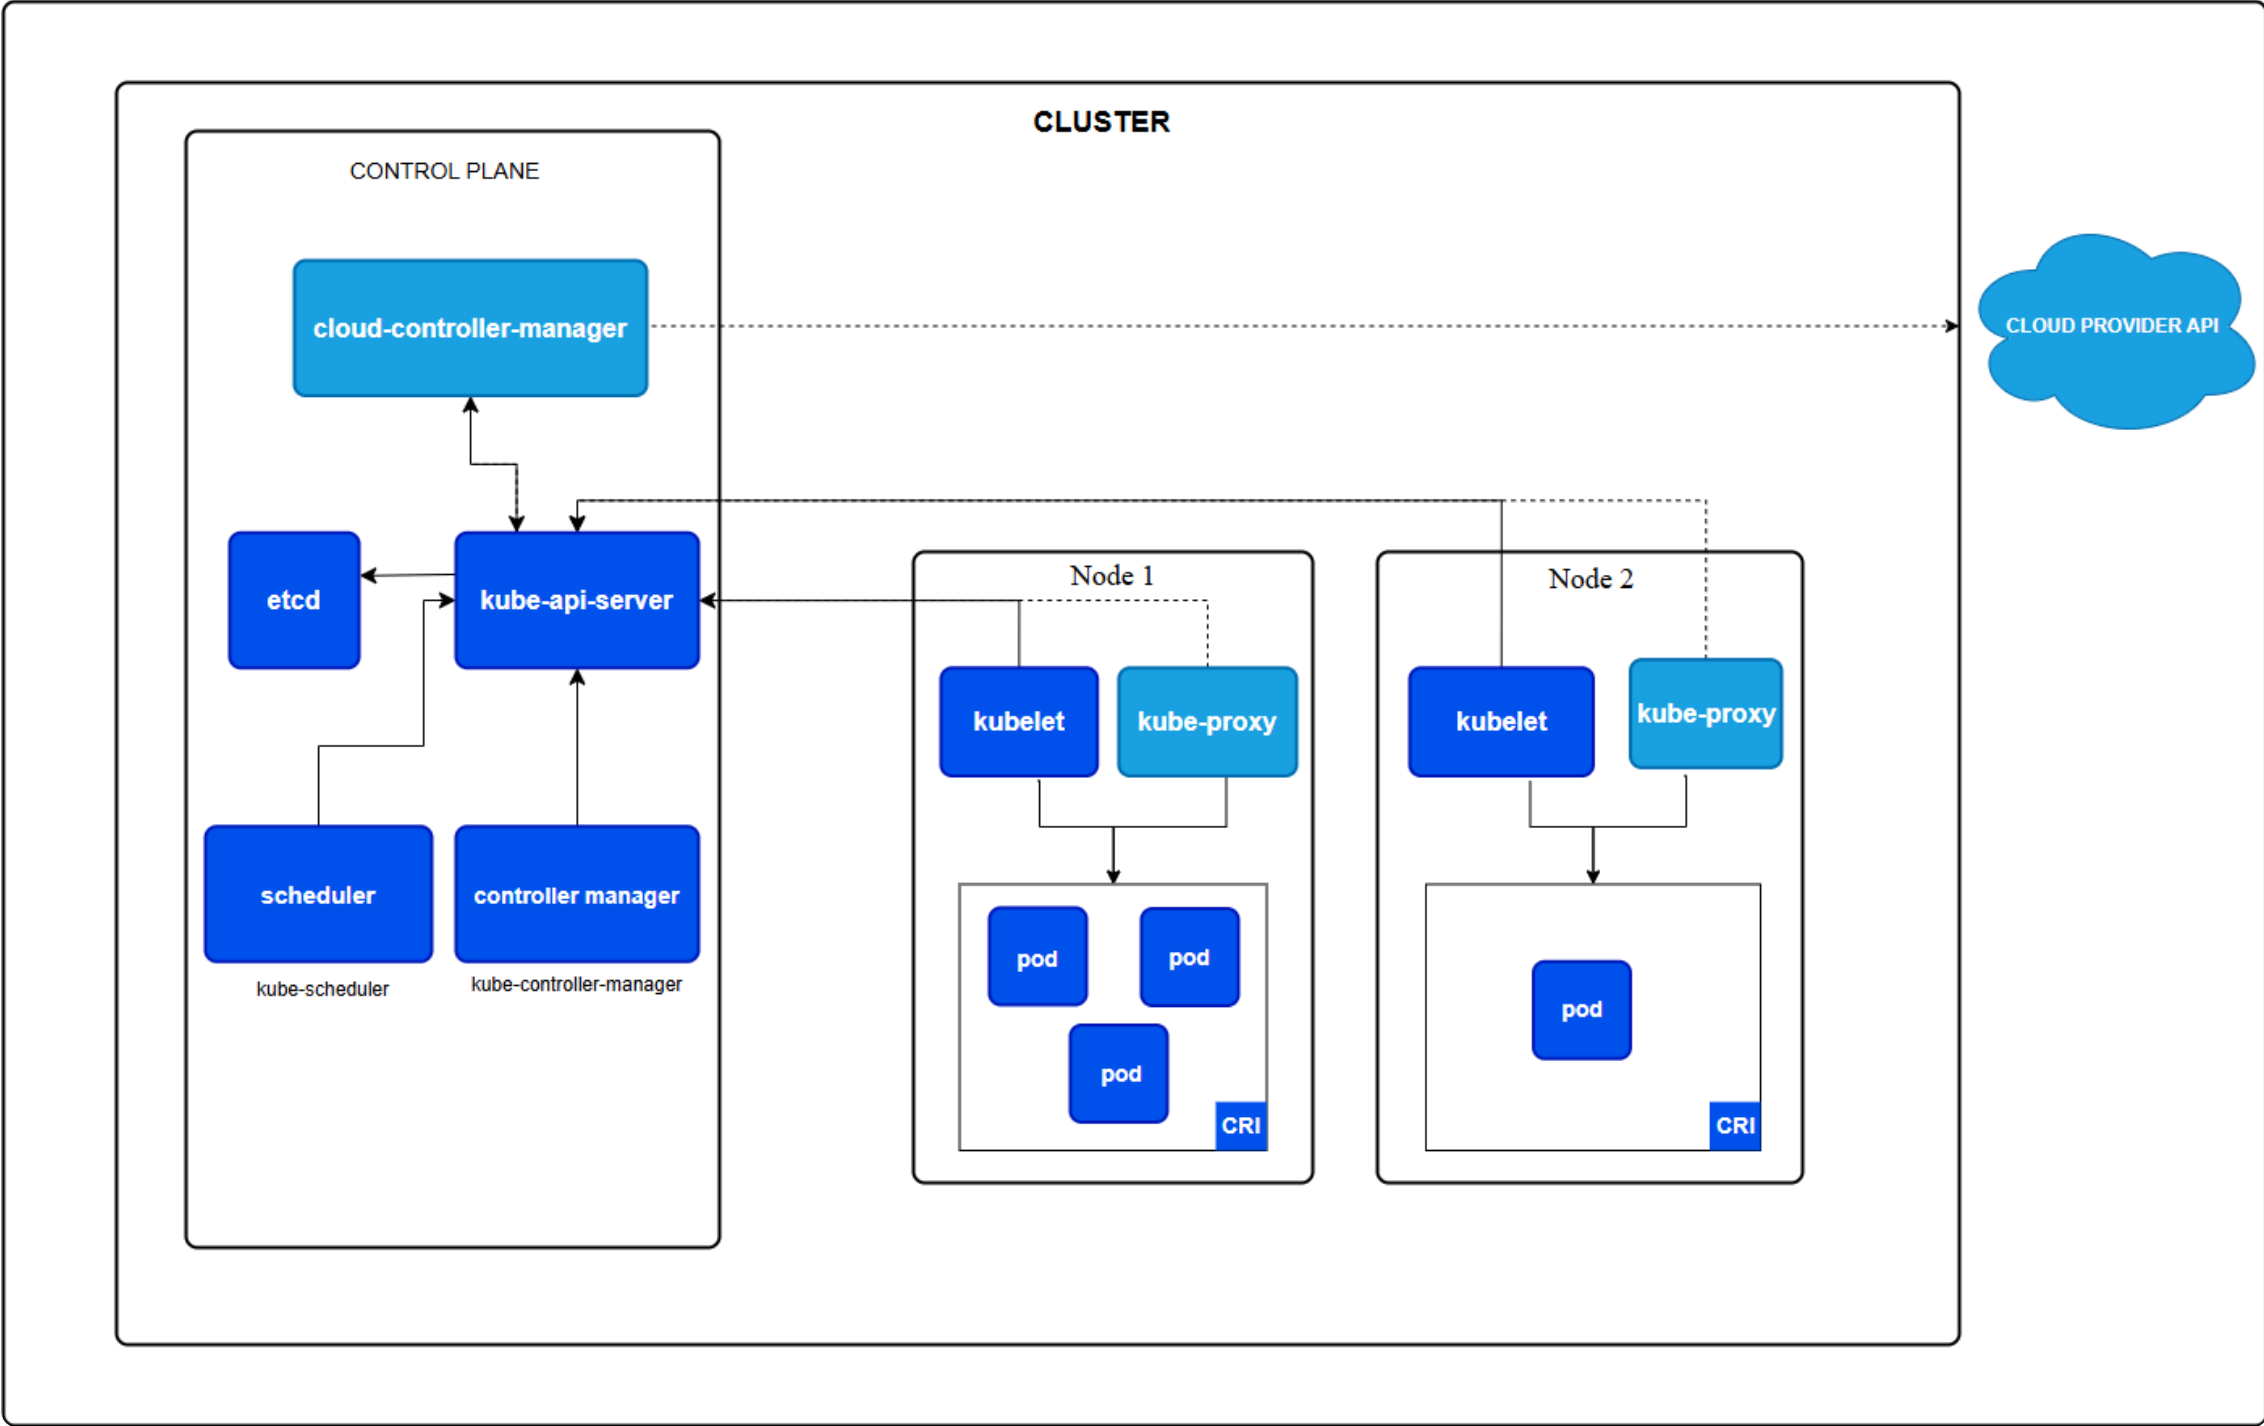 CLUSTER
CONTROL PLANE
cloud-controller-manager
CLOUD PROVIDER API
etcd
kube-api-server
scheduler
kube-scheduler
controller manager
kube-controller-manager
Node 1
kubelet
kube-proxy
pod
pod
pod
CRI
Node 2
kubelet
kube-proxy
pod
CRI